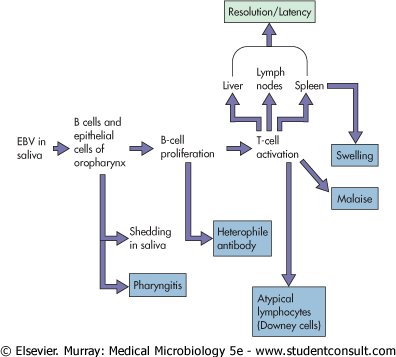 Resolution/Latency
Liver
Lymph
nodes
Spleen
EBV in
saliva
B cells and
epithelial
cells of
oropharynx
B-cell
proliferation
T-cell
activation
Swelling
Malaise
Shedding
in saliva
Heterophile
antibody
Pharyngitis
Atypical
lymphocytes
(Downey cells)
© Elsevier. Murray: Medical Microbiology 5e - www.studentconsult.com